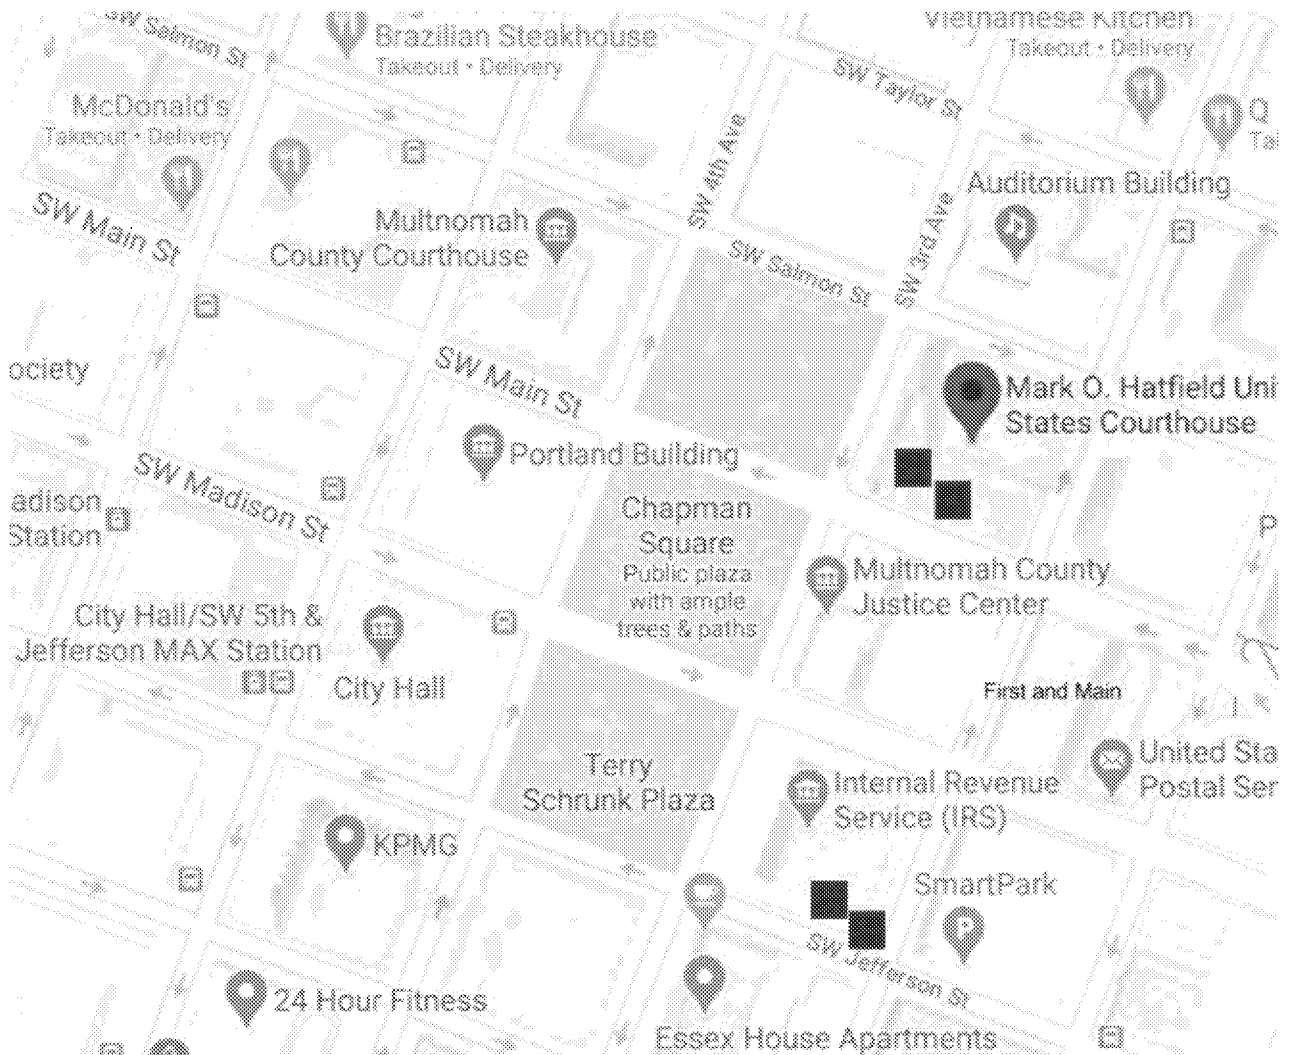 SW Salmon St
Brazilian Steakhouse
Takeout • Delivery
Vietnamese Kitchen
Takeout • Delivery
SW Taylor St
McDonald's
Takeout • Delivery
Q
SW 4th Ave
Auditorium Building
SW Main St
Multnomah
County Courthouse
SW Salmon St
SW 3rd Ave
ociety
SW Main St
Mark O. Hatfield Uni
States Courthouse
Portland Building
SW Madison St
adison
Station
Chapman
Square
Public plaza
with ample
trees & paths
P
Multnomah County
Justice Center
City Hall/SW 5th &
Jefferson MAX Station
City Hall
First and Main
Terry
Schrunk Plaza
Internal Revenue
Service (IRS)
United Sta
Postal Ser
KPMG
SmartPark
P
SW Jefferson St
24 Hour Fitness
Essex House Apartments